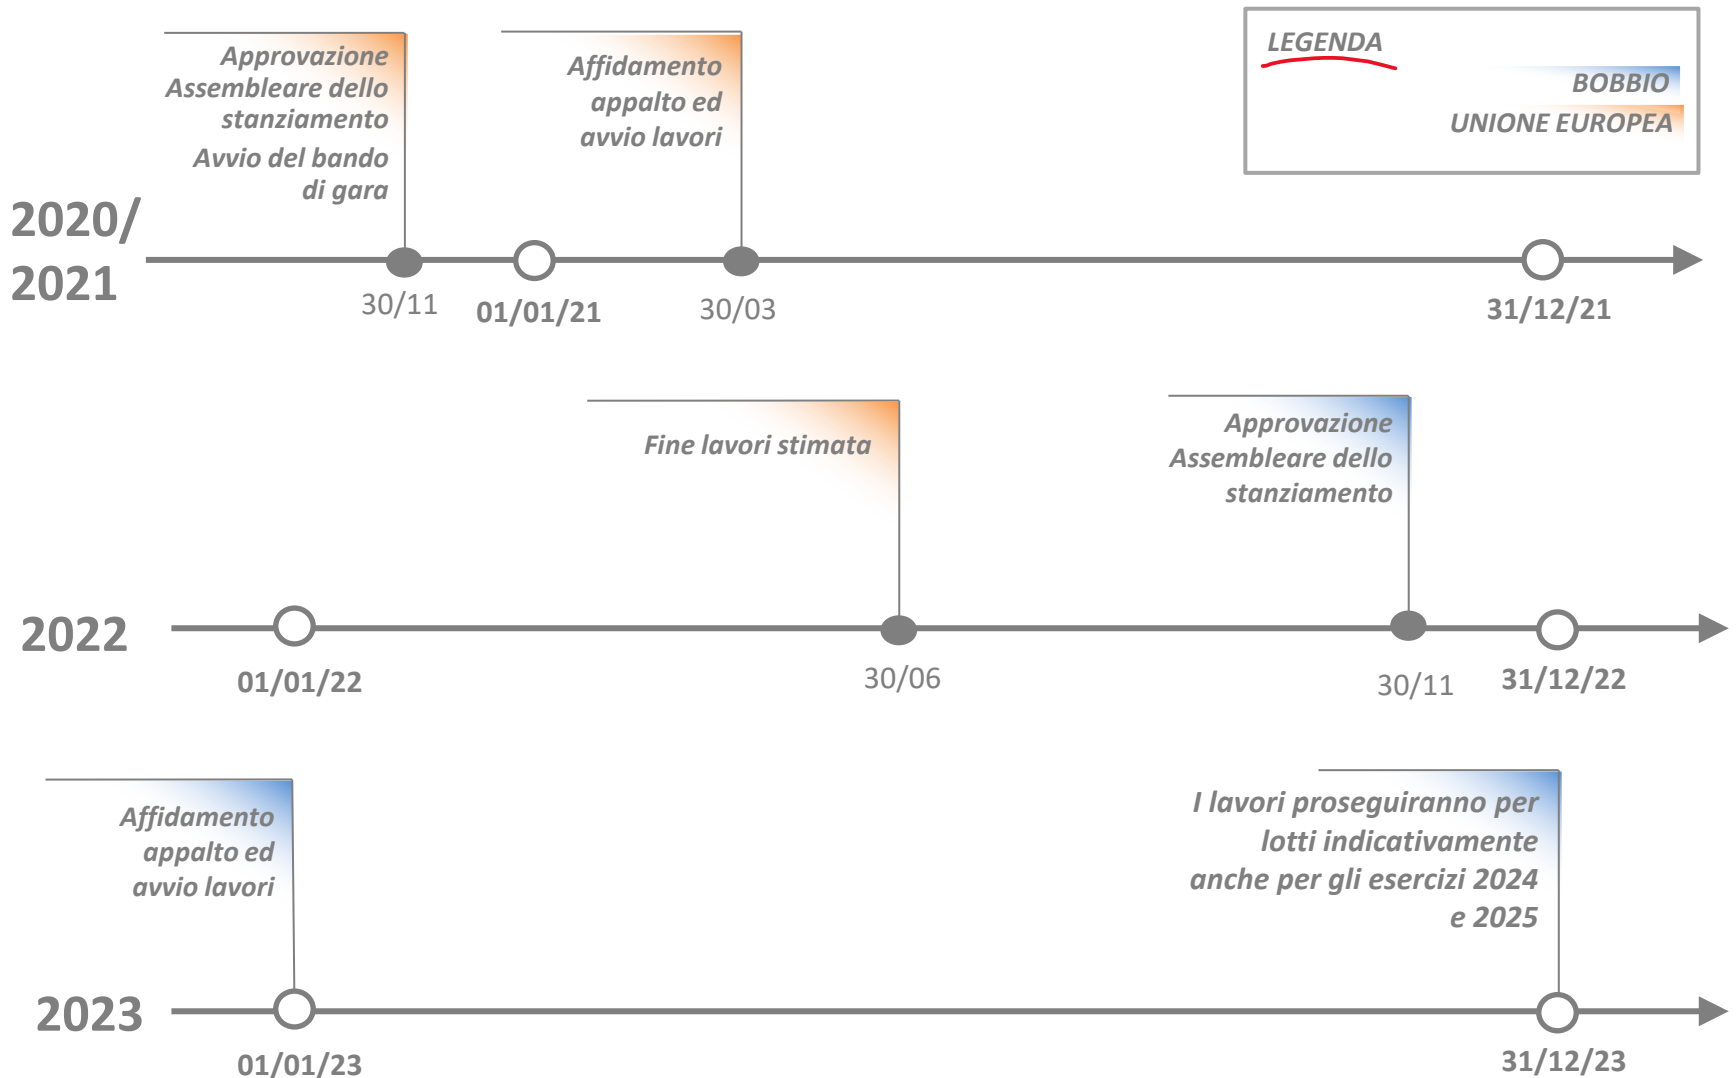 LEGENDA
BOBBIO
UNIONE EUROPEA
Approvazione
Assembleare dello
stanziamento
Avvio del bando
di gara
Affidamento
appalto ed
avvio lavori
2020/
2021
30/11
01/01/21
30/03
31/12/21
Fine lavori stimata
Approvazione
Assembleare dello
stanziamento
2022
01/01/22
30/06
30/11
31/12/22
Affidamento
appalto ed
avvio lavori
I lavori proseguiranno per
lotti indicativamente
anche per gli esercizi 2024
e 2025
2023
01/01/23
31/12/23